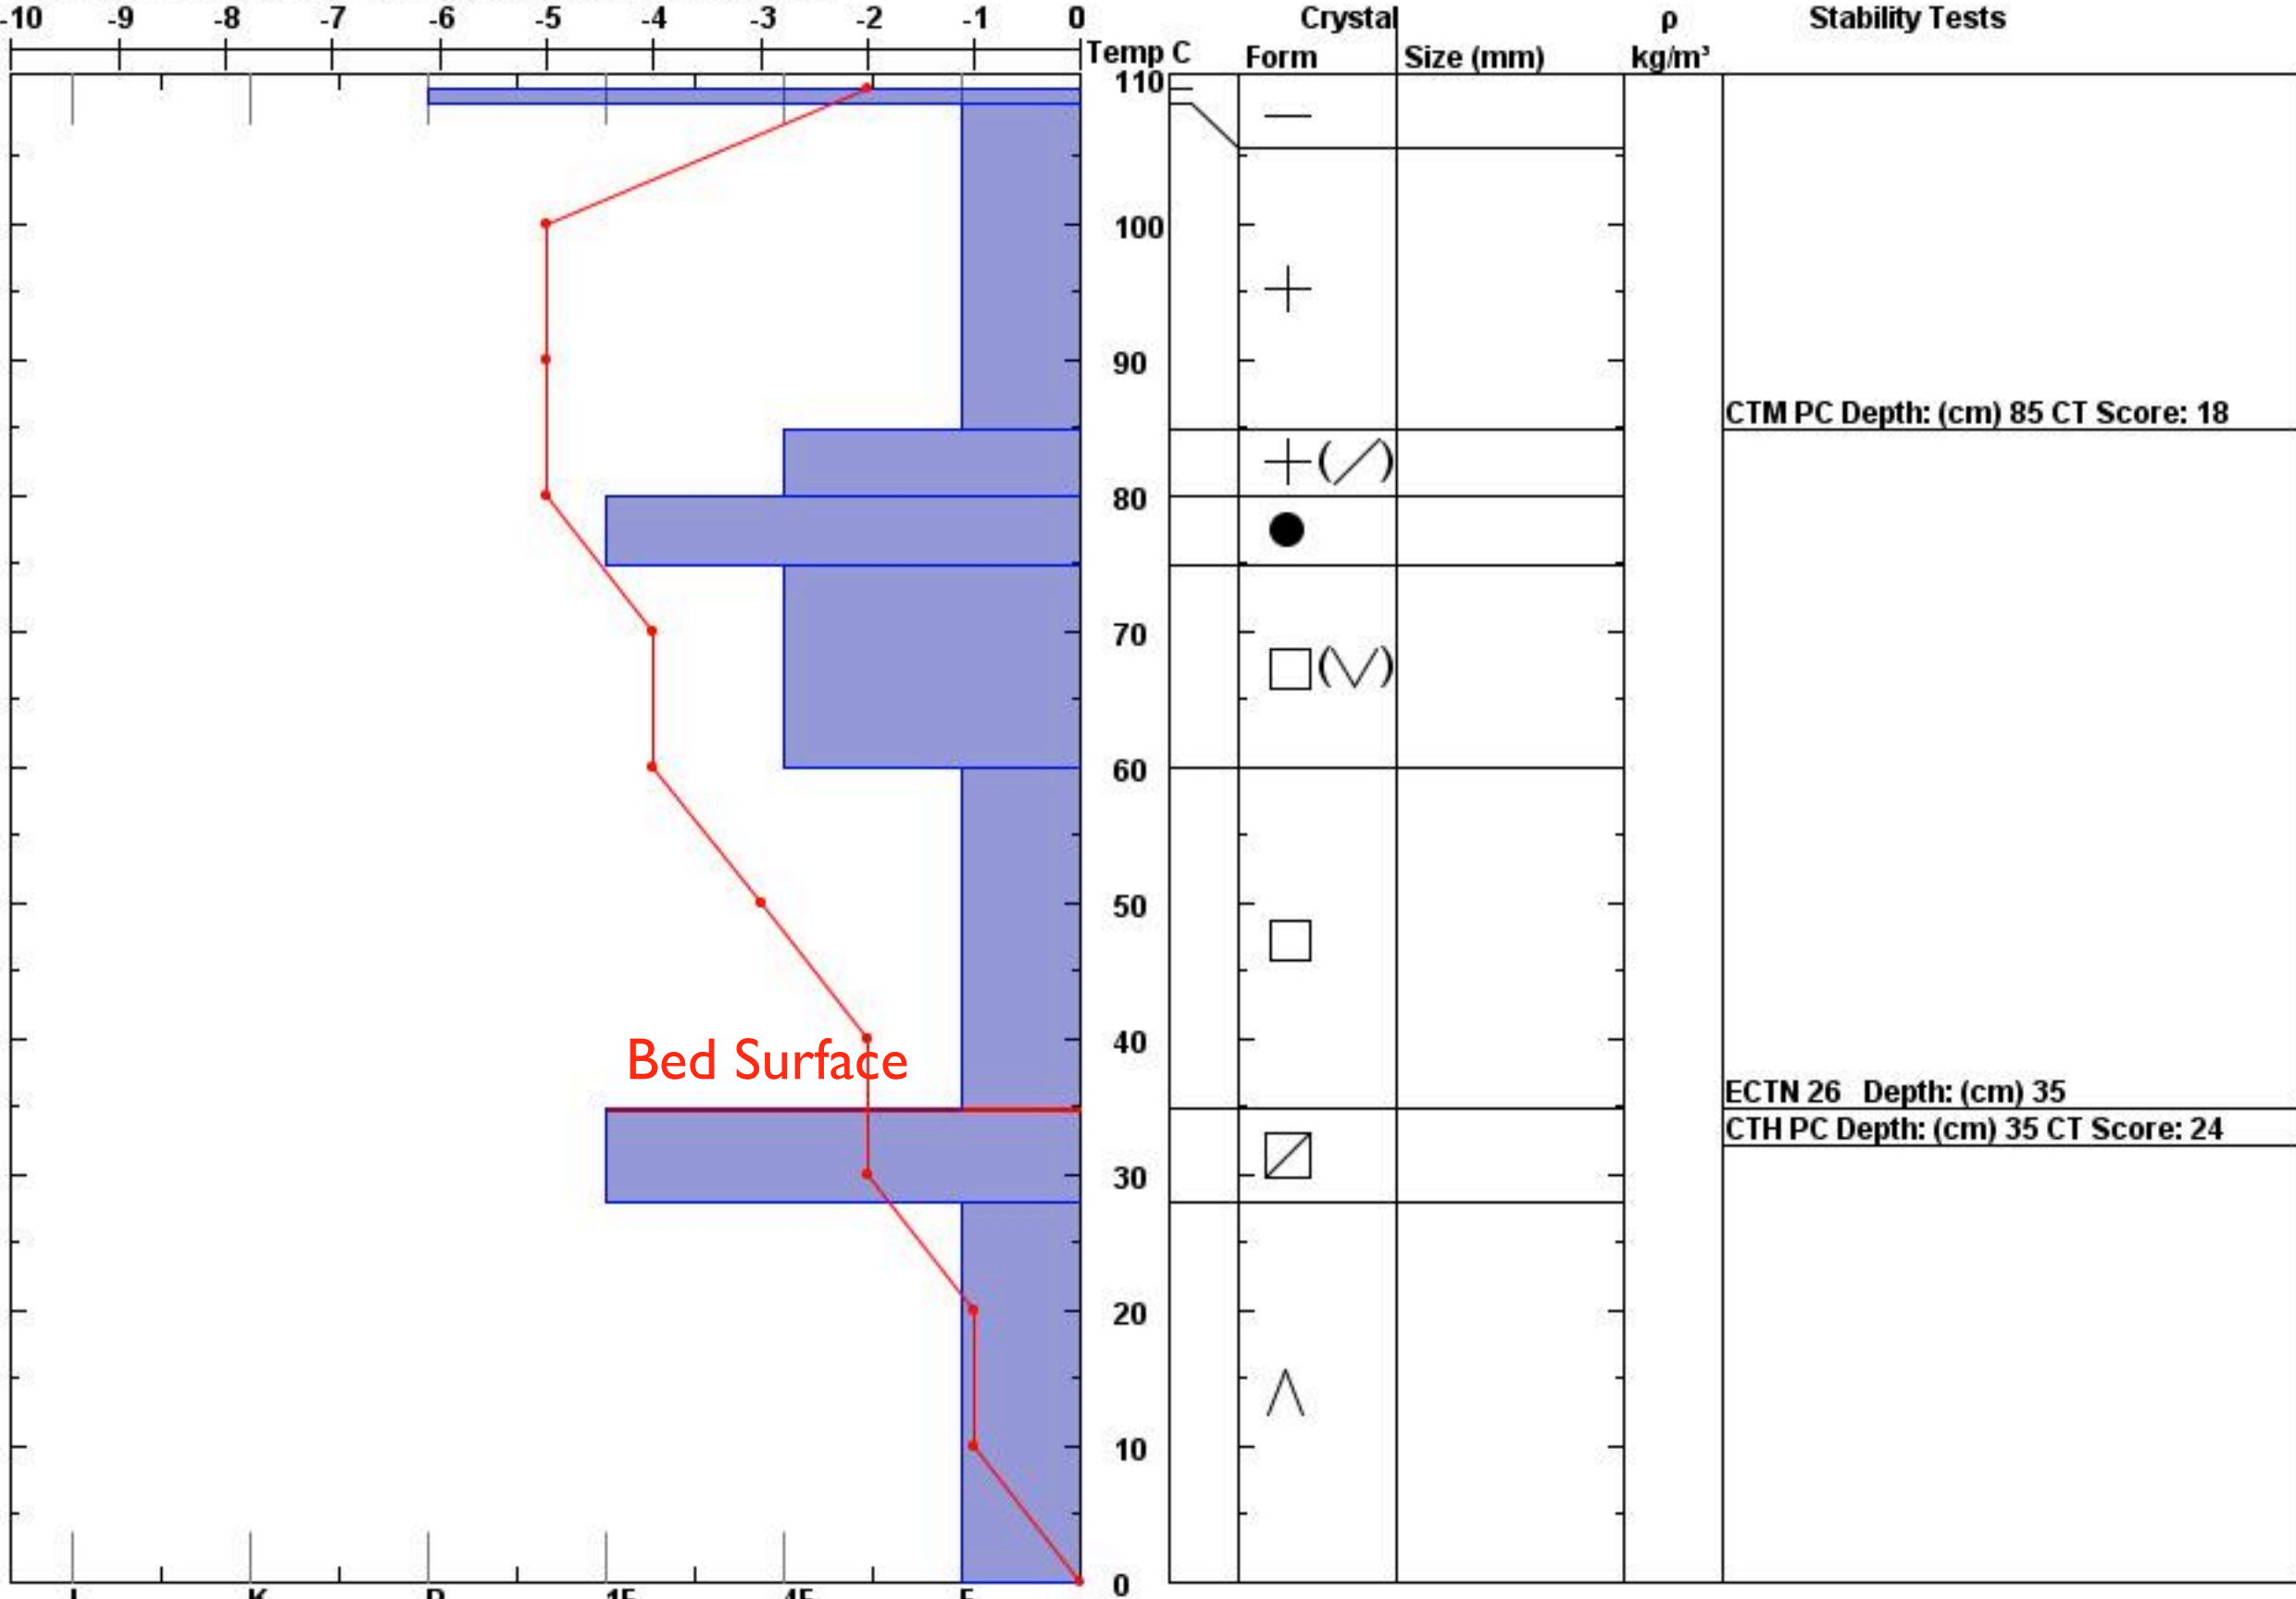 -10 -9 -8 -7 -6 -5 -4 -3 -2 -1 0 Crystal ρ Stability Tests
Temp C Form Size (mm) kg/m³
110
100
90
CTM PC Depth: (cm) 85 CT Score: 18
80
70
60
50
40
Bed Surface
ECTN 26 Depth: (cm) 35
CTH PC Depth: (cm) 35 CT Score: 24
30
20
10
0